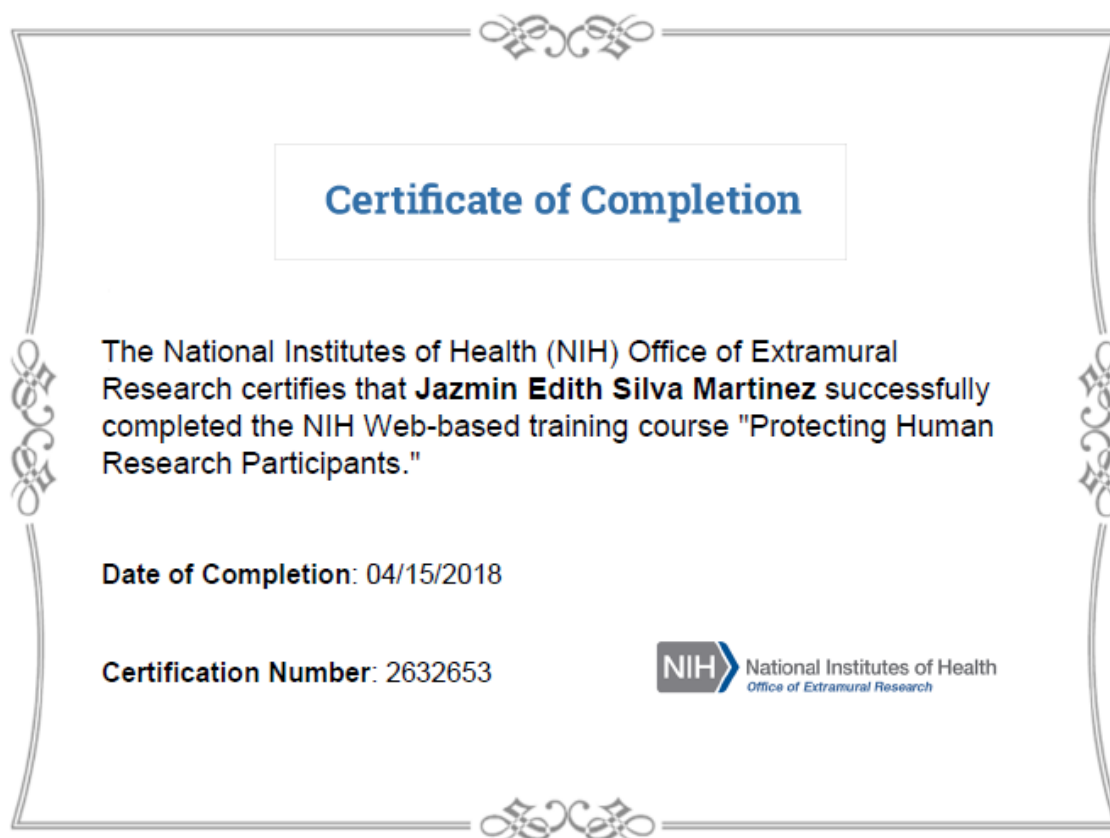 Certificate of Completion
The National Institutes of Health (NIH) Office of Extramural
Research certifies that Jazmin Edith Silva Martinez successfully
completed the NIH Web-based training course "Protecting Human
Research Participants."
Date of Completion: 04/15/2018
Certification Number: 2632653
NIH National Institutes of Health
Office of Extramural Research